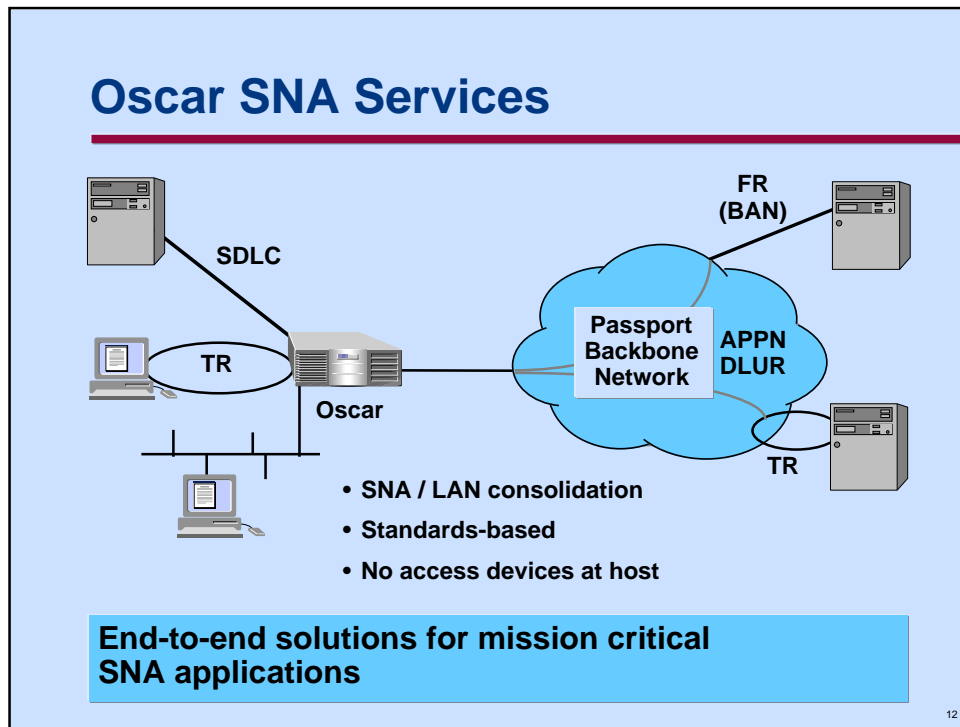 Oscar SNA Services
FR
(BAN)
SDLC
Passport
Backbone
Network
APPN
DLUR
TR
Oscar
TR
• SNA / LAN consolidation
• Standards-based
• No access devices at host
End-to-end solutions for mission critical
SNA applications
12